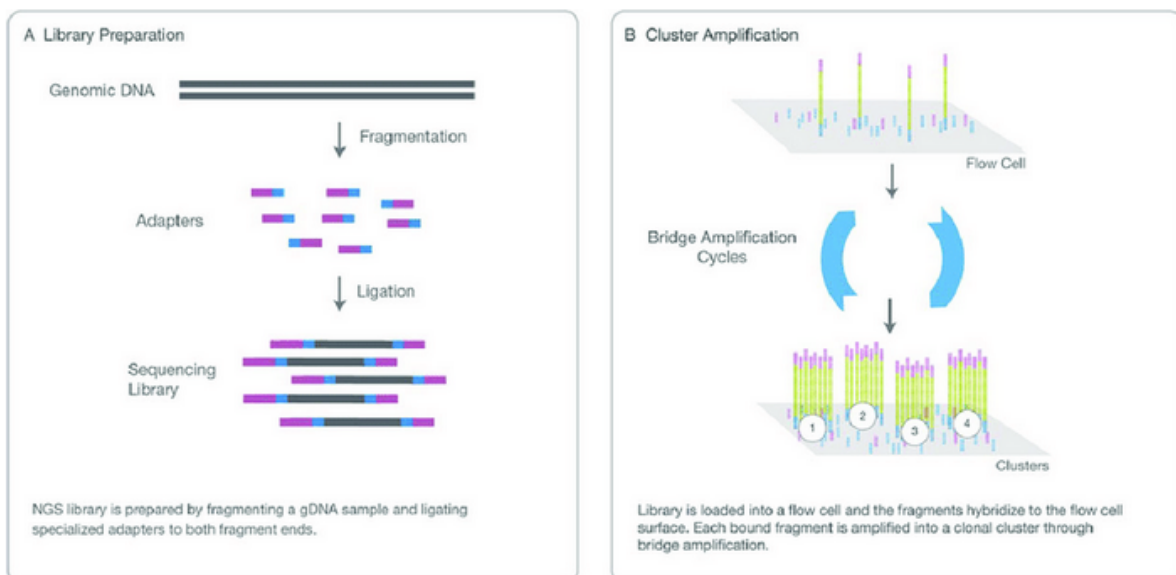 A Library Preparation
Genomic DNA
Fragmentation
Adapters
Ligation
Sequencing
Library
NGS library is prepared by fragmenting a gDNA sample and ligating
specialized adapters to both fragment ends.
B Cluster Amplification
Flow Cell
Bridge Amplification
Cycles
1
2
3
4
Clusters
Library is loaded into a flow cell and the fragments hybridize to the flow cell
surface. Each bound fragment is amplified into a clonal cluster through
bridge amplification.